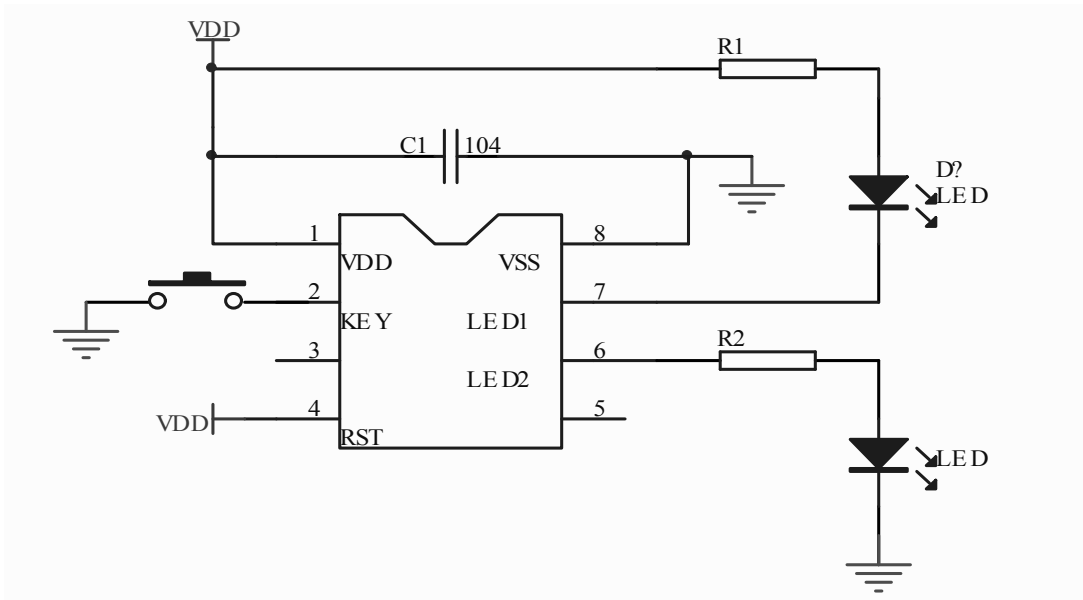 VDD
R1
C1 104
D?
LED
1 8
VDD VSS
2 7
KEY LED1
R2
3 6
LED2
4 5
VDD
RST
LED